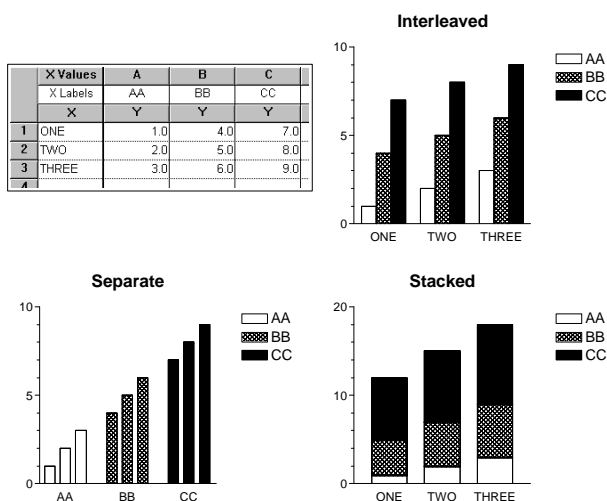 X Values A B C
X Labels AA BB CC
X Y Y Y
1 ONE 1.0 4.0 7.0
2 TWO 2.0 5.0 8.0
3 THREE 3.0 6.0 9.0
4
Interleaved
10
5
0
ONE TWO THREE
AA
BB
CC
Separate
10
5
0
AA BB CC
AA
BB
CC
Stacked
20
10
0
ONE TWO THREE
AA
BB
CC